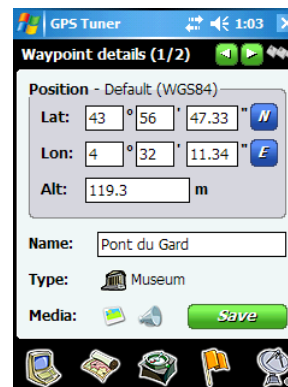 GPS Tuner 1:03
Waypoint details (1/2)
Position - Default (WGS84)
Lat: 43 ° 56 ' 47.33 " N
Lon: 4 ° 32 ' 11.34 " E
Alt: 119.3 m
Name: Pont du Gard
Type: Museum
Media: Save